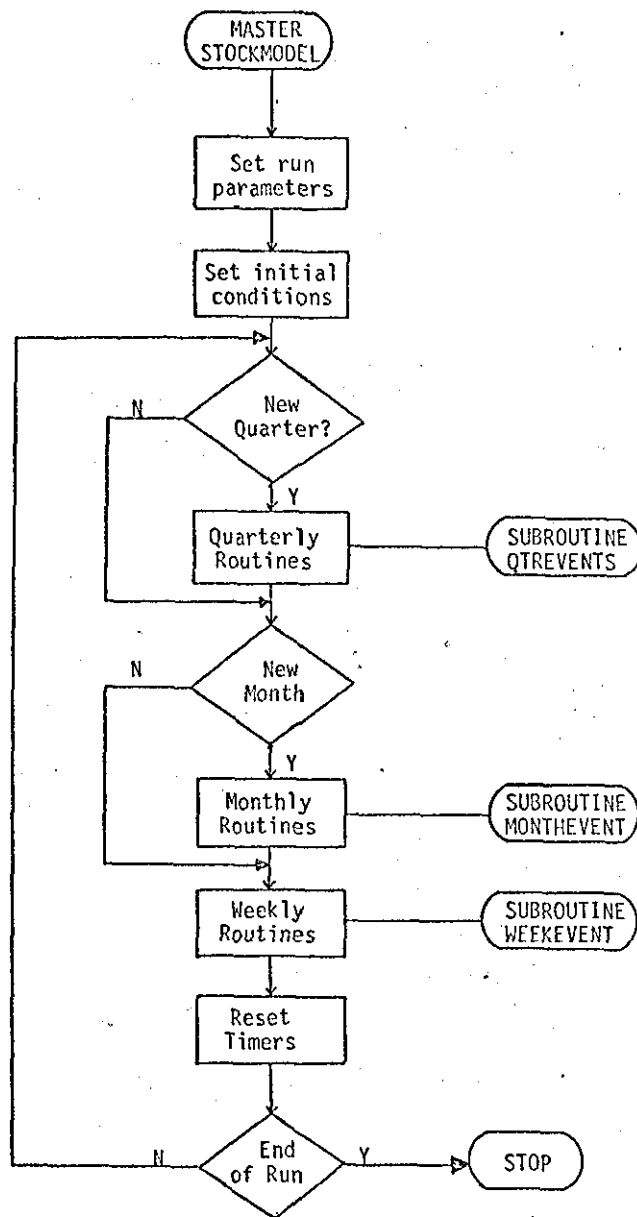 MASTER
STOCKMODEL
Set run
parameters
Set initial
conditions
N
New
Quarter?
Y
Quarterly
Routines
SUBROUTINE
QTREVENTS
N
New
Month
Y
Monthly
Routines
SUBROUTINE
MONTHEVENT
Weekly
Routines
SUBROUTINE
WEEKEVENT
Reset
Timers
N
End
of Run
Y
STOP